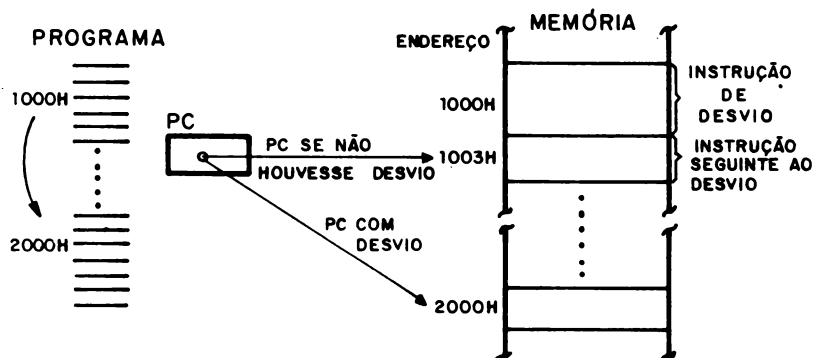 PROGRAMA
1000H
2000H
PC
PC SE NÃO
HOUVESSE DESVIO
PC COM
DESVIO
MEMÓRIA
ENDEREÇO
1000H
1003H
2000H
INSTRUÇÃO
DE
DESVIO
INSTRUÇÃO
SEGUINTE AO
DESVIO